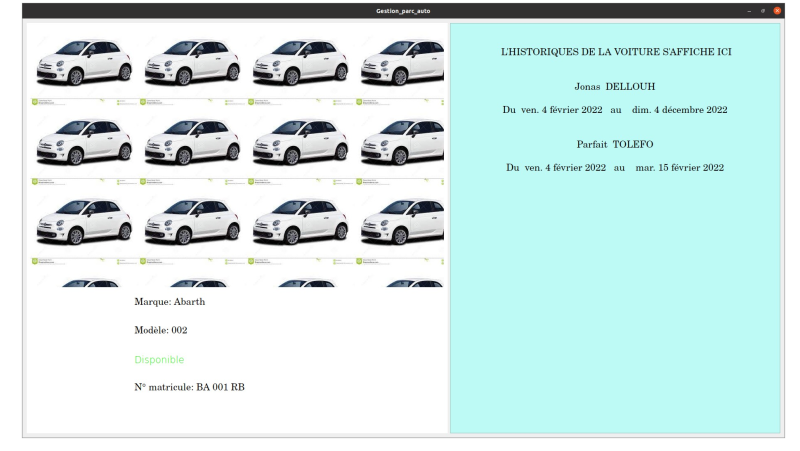 Gestion_parc_auto
Marque: Abarth
Modèle: 002
Disponible
N° matricule: BA 001 RB
L'HISTORIQUES DE LA VOITURE S'AFFICHE ICI
Jonas DELLOUH
Du ven. 4 février 2022 au dim. 4 décembre 2022
Parfait TOLEFO
Du ven. 4 février 2022 au mar. 15 février 2022